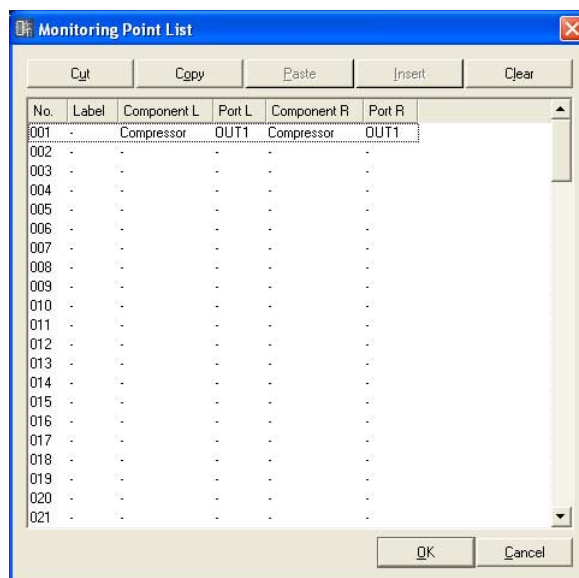 Monitoring Point List
Cut Copy Paste Insert Clear
No. Label Component L Port L Component R Port R
001 - Compressor OUT1 Compressor OUT1
002 - - - - -
003 - - - - -
004 - - - - -
005 - - - - -
006 - - - - -
007 - - - - -
008 - - - - -
009 - - - - -
010 - - - - -
011 - - - - -
012 - - - - -
013 - - - - -
014 - - - - -
015 - - - - -
016 - - - - -
017 - - - - -
018 - - - - -
019 - - - - -
020 - - - - -
021 - - - - -
OK Cancel